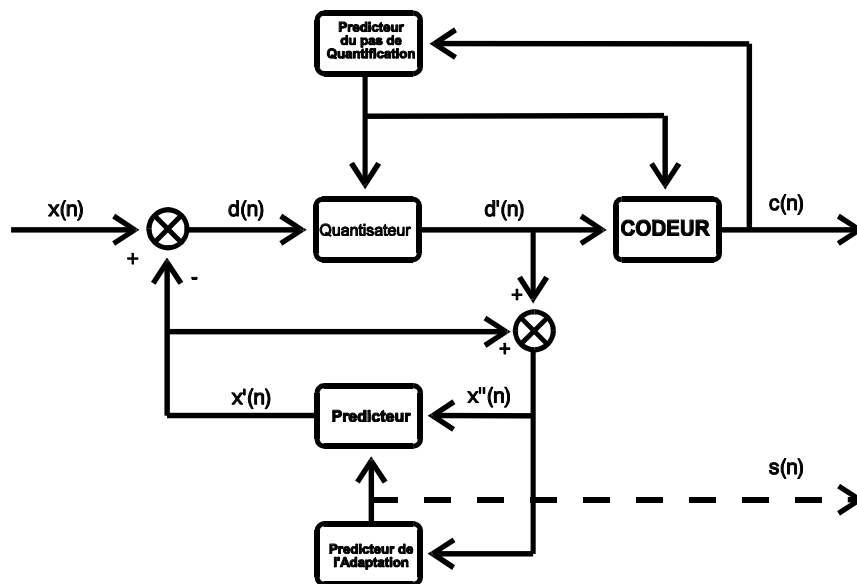 Predicteur
du pas de
Quantification
x(n)
d(n)
Quantisateur
d'(n)
CODEUR
c(n)
+
-
+
+
x'(n)
Predicteur
x''(n)
s(n)
Predicteur de
l'Adaptation